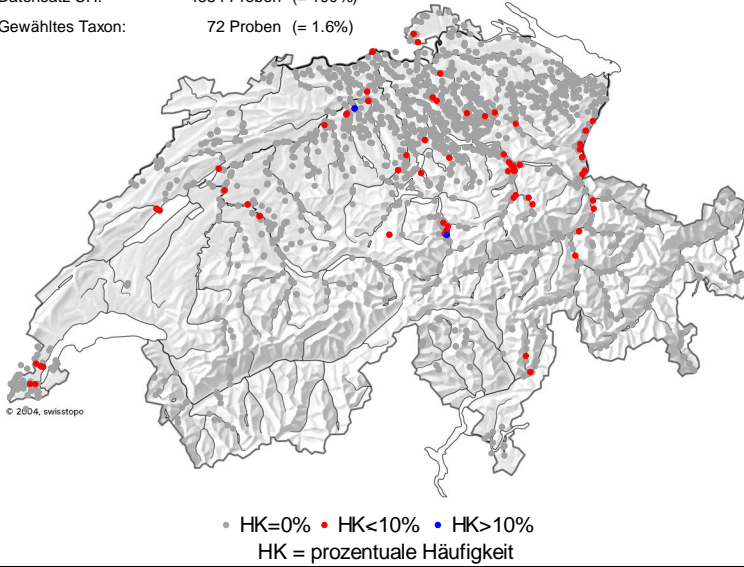 Gewähltes Taxon: 72 Proben (= 1.6%)
© 2004, swisstopo
HK=0% HK<10% HK>10%
HK = prozentuale Häufigkeit